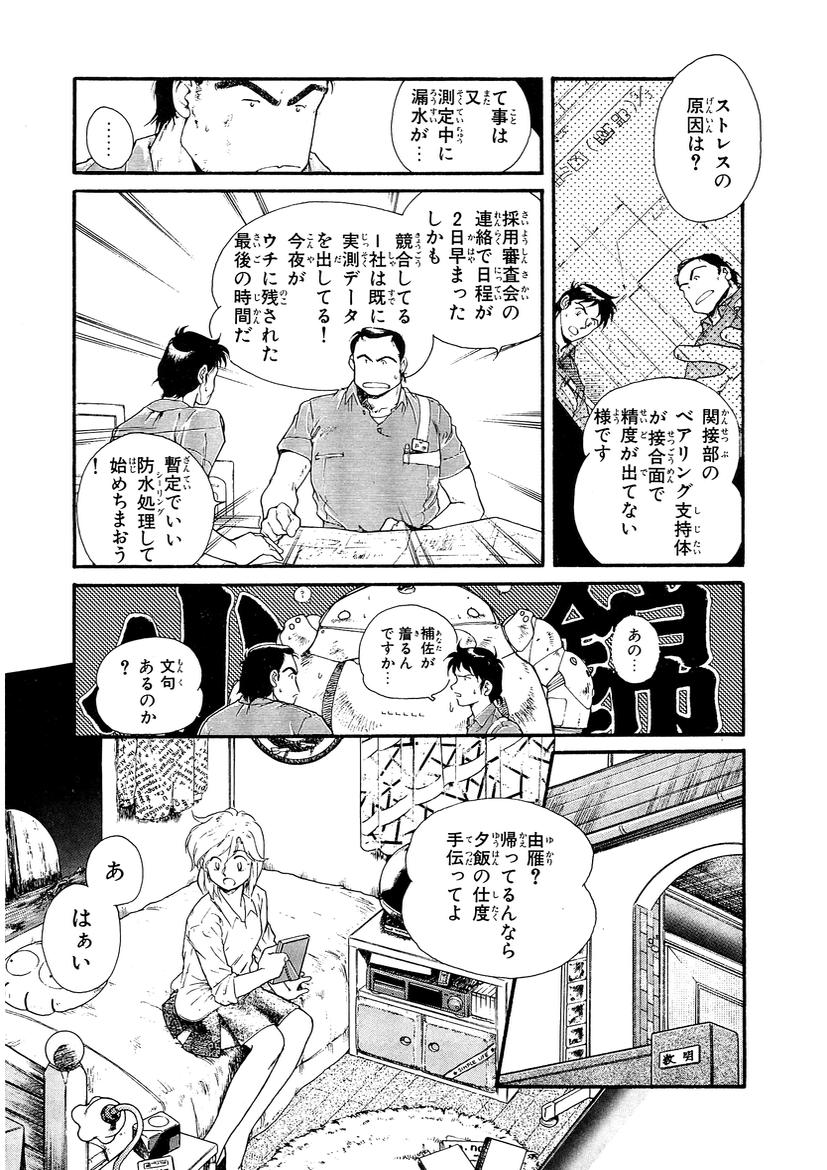 ストレスの
原因は？
関接部の
ベアリング支持体
が接合面で
精度が出てない
様です
て事は
又
測定中に
漏水が…
……
採用審査会の
連絡で日程が
2日早まった
しかも
競合してる
I社は既に
実測データ
を出してる！
今夜が
ウチに残された
最後の時間だ
暫定でいい
防水処理して
始めちまおう
！
あの…
補佐が
着るん
ですか…
文句
あるのか
？
由雁？
帰ってるんなら
夕飯の仕度
手伝ってよ
あ
はぁい
救明
SIMPLE LIFE